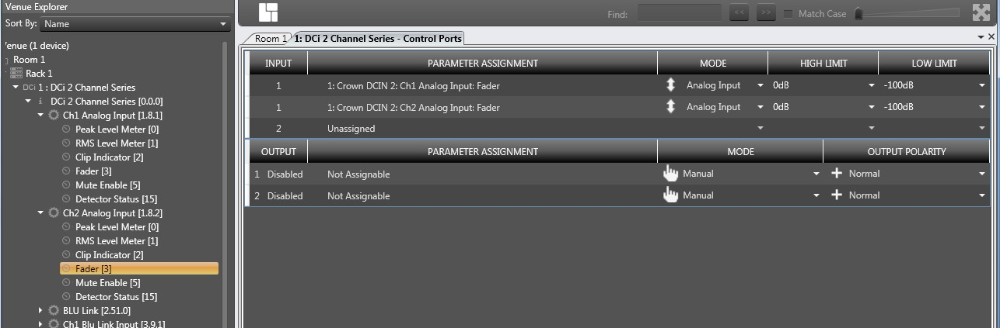 Venue Explorer
Sort By: Name
'enue (1 device)
Room 1
Rack 1
DCi 1 : DCi 2 Channel Series
DCi 2 Channel Series [0.0.0]
Ch1 Analog Input [1.8.1]
Peak Level Meter [0]
RMS Level Meter [1]
Clip Indicator [2]
Fader [3]
Mute Enable [5]
Detector Status [15]
Ch2 Analog Input [1.8.2]
Peak Level Meter [0]
RMS Level Meter [1]
Clip Indicator [2]
Fader [3]
Mute Enable [5]
Detector Status [15]
BLU Link [2.51.0]
Ch1 Blu Link Input [3.9.1]
Find: << >> Match Case
Room 1 1: DCi 2 Channel Series - Control Ports
INPUT PARAMETER ASSIGNMENT MODE HIGH LIMIT LOW LIMIT
1 1: Crown DCIN 2: Ch1 Analog Input: Fader Analog Input 0dB -100dB
1 1: Crown DCIN 2: Ch2 Analog Input: Fader Analog Input 0dB -100dB
2 Unassigned
OUTPUT PARAMETER ASSIGNMENT MODE OUTPUT POLARITY
1 Disabled Not Assignable Manual Normal
2 Disabled Not Assignable Manual Normal